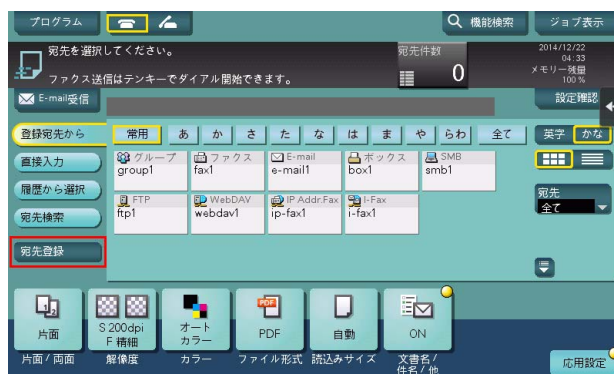 プログラム
機能検索
ジョブ表示
宛先を選択してください。
ファクス送信はテンキーでダイアル開始できます。
宛先件数
0
2014/12/22
04:33
メモリー残量
100 %
E-mail受信
設定確認
登録宛先から
常用 あ か さ た な は ま や らわ 全て
英字 かな
直接入力
履歴から選択
宛先検索
宛先登録
グループ
group1
ファクス
fax1
E-mail
e-mail1
ボックス
box1
SMB
smb1
FTP
ftp1
WebDAV
webdav1
IP Addr.Fax
ip-fax1
I-Fax
i-fax1
宛先
全て
片面
S 200dpi
F 精細
オート
カラー
PDF
自動
ON
片面/両面
解像度
カラー
ファイル形式
読込みサイズ
文書名/
件名/他
応用設定